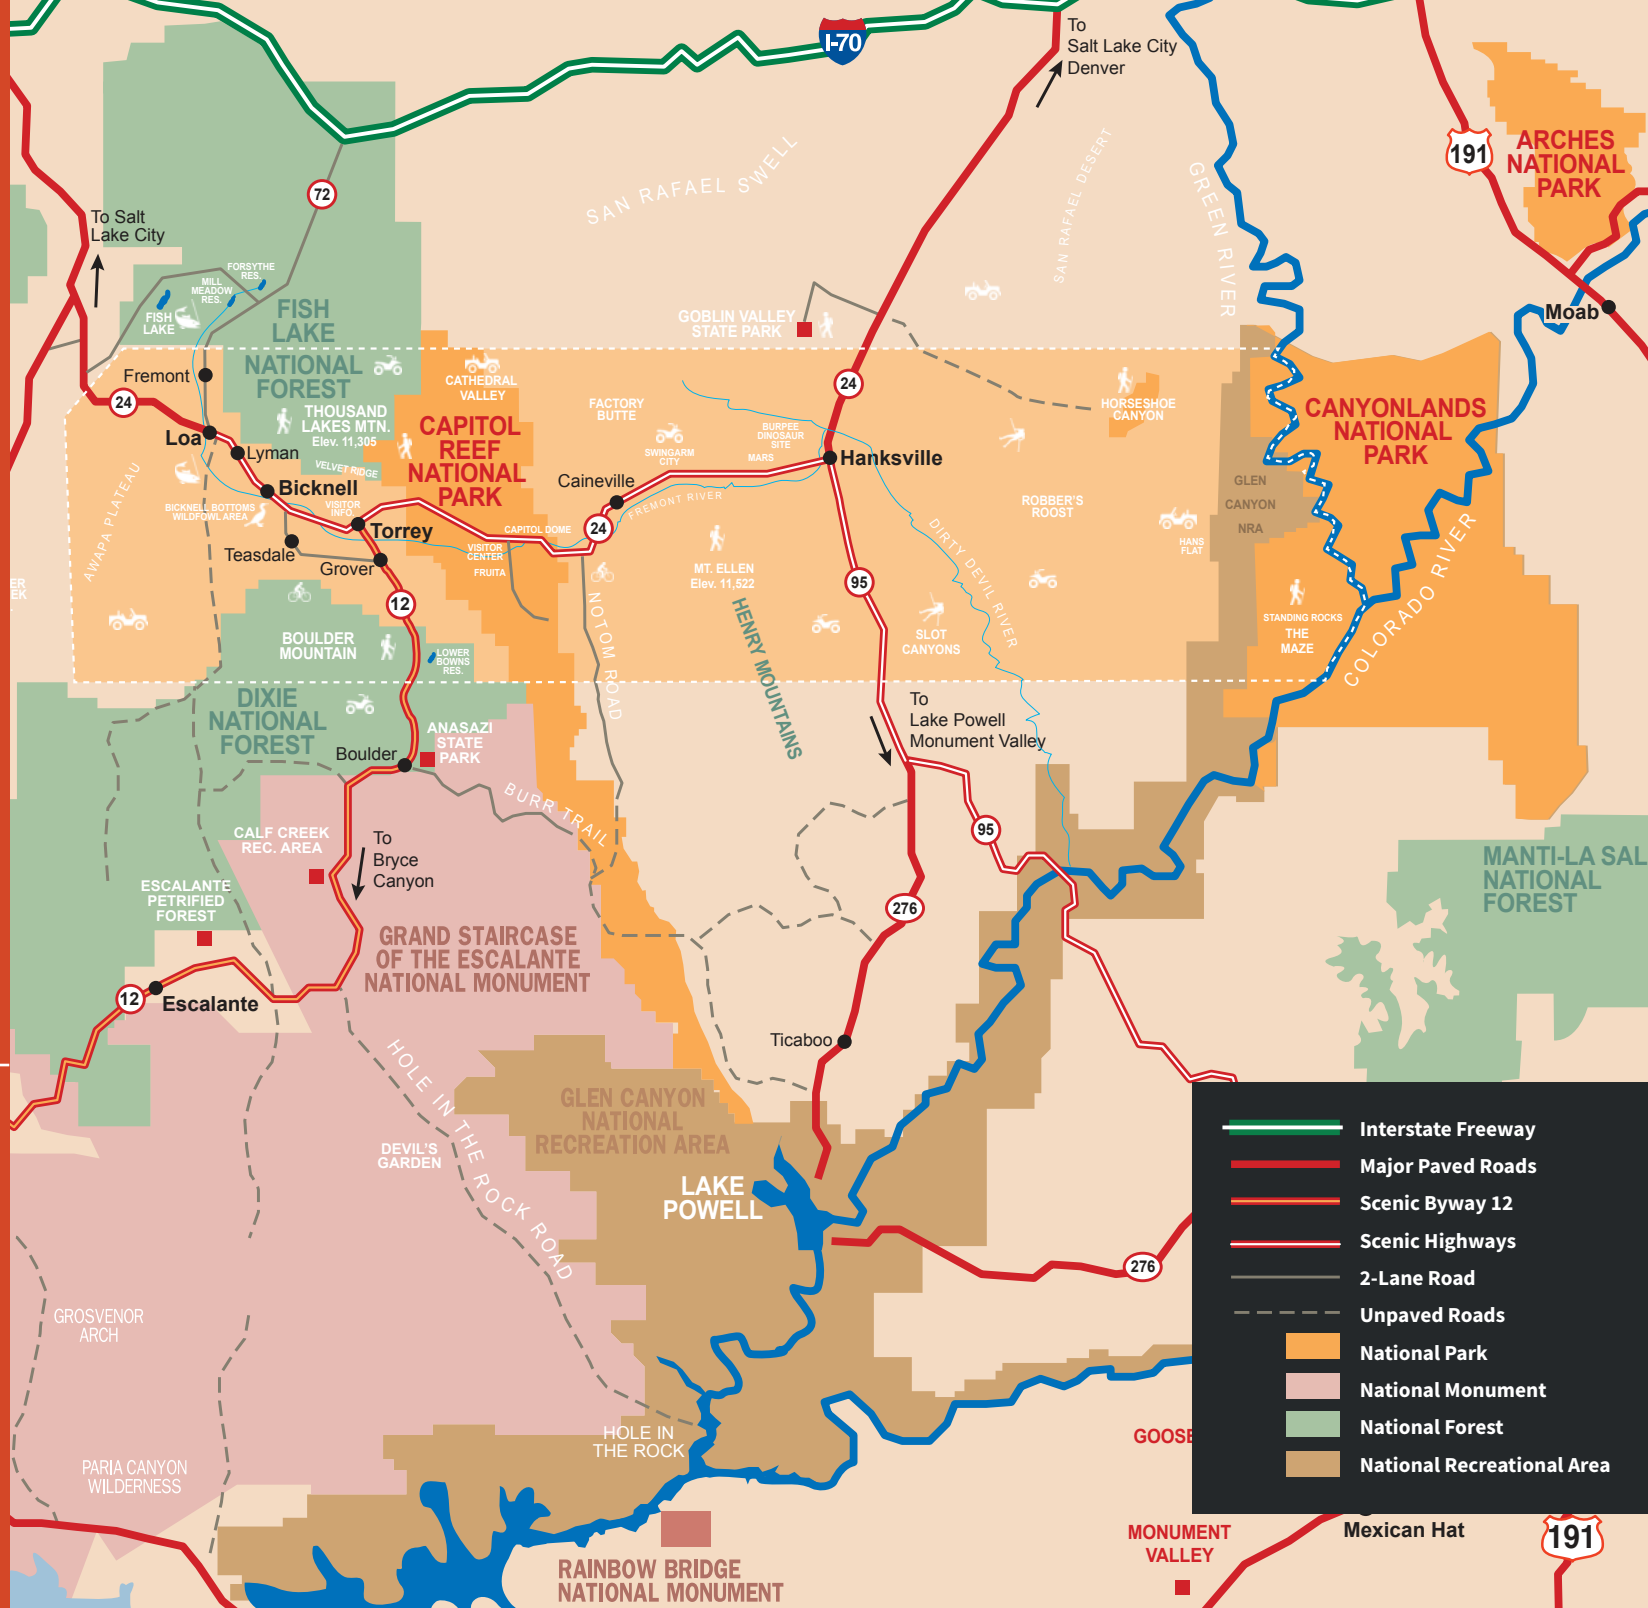 I-70
To
Salt Lake City
Denver
191
ARCHES
NATIONAL
PARK
72
SAN RAFAEL SWELL
SAN RAFAEL DESERT
GREEN RIVER
To Salt
Lake City
FORSYTHE
RES.
MILL
MEADOW
RES.
FISH
LAKE
FISH
LAKE
NATIONAL
FOREST
GOBLIN VALLEY
STATE PARK
Moab
Fremont
24
THOUSAND
LAKES MTN.
Elev. 11,305
CATHEDRAL
VALLEY
24
FACTORY
BUTTE
HORSESHOE
CANYON
CANYONLANDS
NATIONAL
PARK
CAPITOL
REEF
NATIONAL
PARK
BURPEE
DINOSAUR
SITE
MARS
SWINGARM
CITY
Loa
Lyman
VELVET RIDGE
Hanksville
Caineville
FREMONT RIVER
Bicknell
AWAPA PLATEAU
BICKNELL BOTTOMS
WILDFOWL AREA
VISITOR
INFO.
Torrey
CAPITOL DOME
24
ROBBER'S
ROOST
GLEN
CANYON
NRA
HANS
FLAT
DIRTY DEVIL RIVER
Teasdale
Grover
VISITOR
CENTER
FRUITA
MT. ELLEN
Elev. 11,522
95
12
NOTOM ROAD
HENRY MOUNTAINS
SLOT
CANYONS
STANDING ROCKS
THE
MAZE
COLORADO RIVER
BOULDER
MOUNTAIN
LOWER
BOWNS
RES.
DIXIE
NATIONAL
FOREST
ANASAZI
STATE
PARK
Boulder
BURR TRAIL
To
Lake Powell
Monument Valley
95
CALF CREEK
REC. AREA
To
Bryce
Canyon
MANTI-LA SAL
NATIONAL
FOREST
ESCALANTE
PETRIFIED
FOREST
276
GRAND STAIRCASE
OF THE ESCALANTE
NATIONAL MONUMENT
12
Escalante
Ticaboo
HOLE IN THE ROCK ROAD
GLEN CANYON
NATIONAL
RECREATION AREA
DEVIL'S
GARDEN
LAKE
POWELL
276
GROSVENOR
ARCH
HOLE IN
THE ROCK
PARIA CANYON
WILDERNESS
RAINBOW BRIDGE
NATIONAL MONUMENT
MONUMENT
VALLEY
Mexican Hat
191
Interstate Freeway
Major Paved Roads
Scenic Byway 12
Scenic Highways
2-Lane Road
Unpaved Roads
National Park
National Monument
National Forest
National Recreational Area